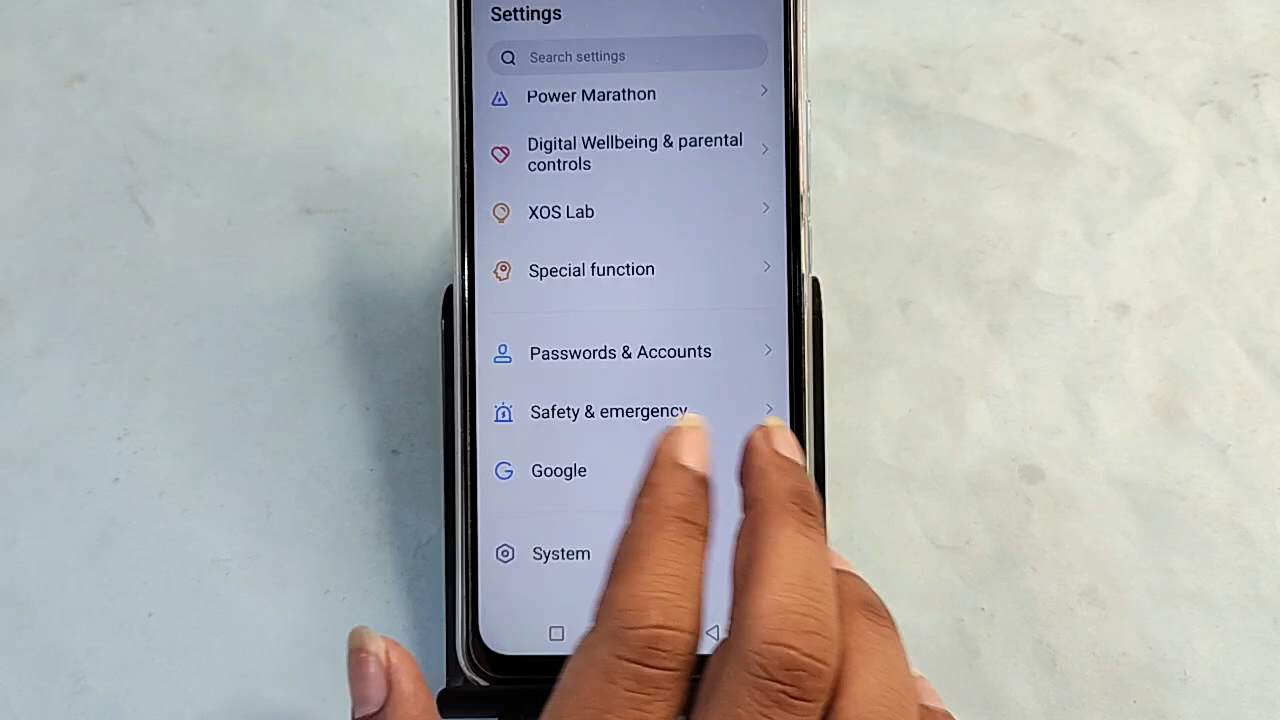 Settings
Search settings
Power Marathon
Digital Wellbeing & parental
controls
XOS Lab
Special function
Passwords & Accounts
Safety & emergency
Google
System